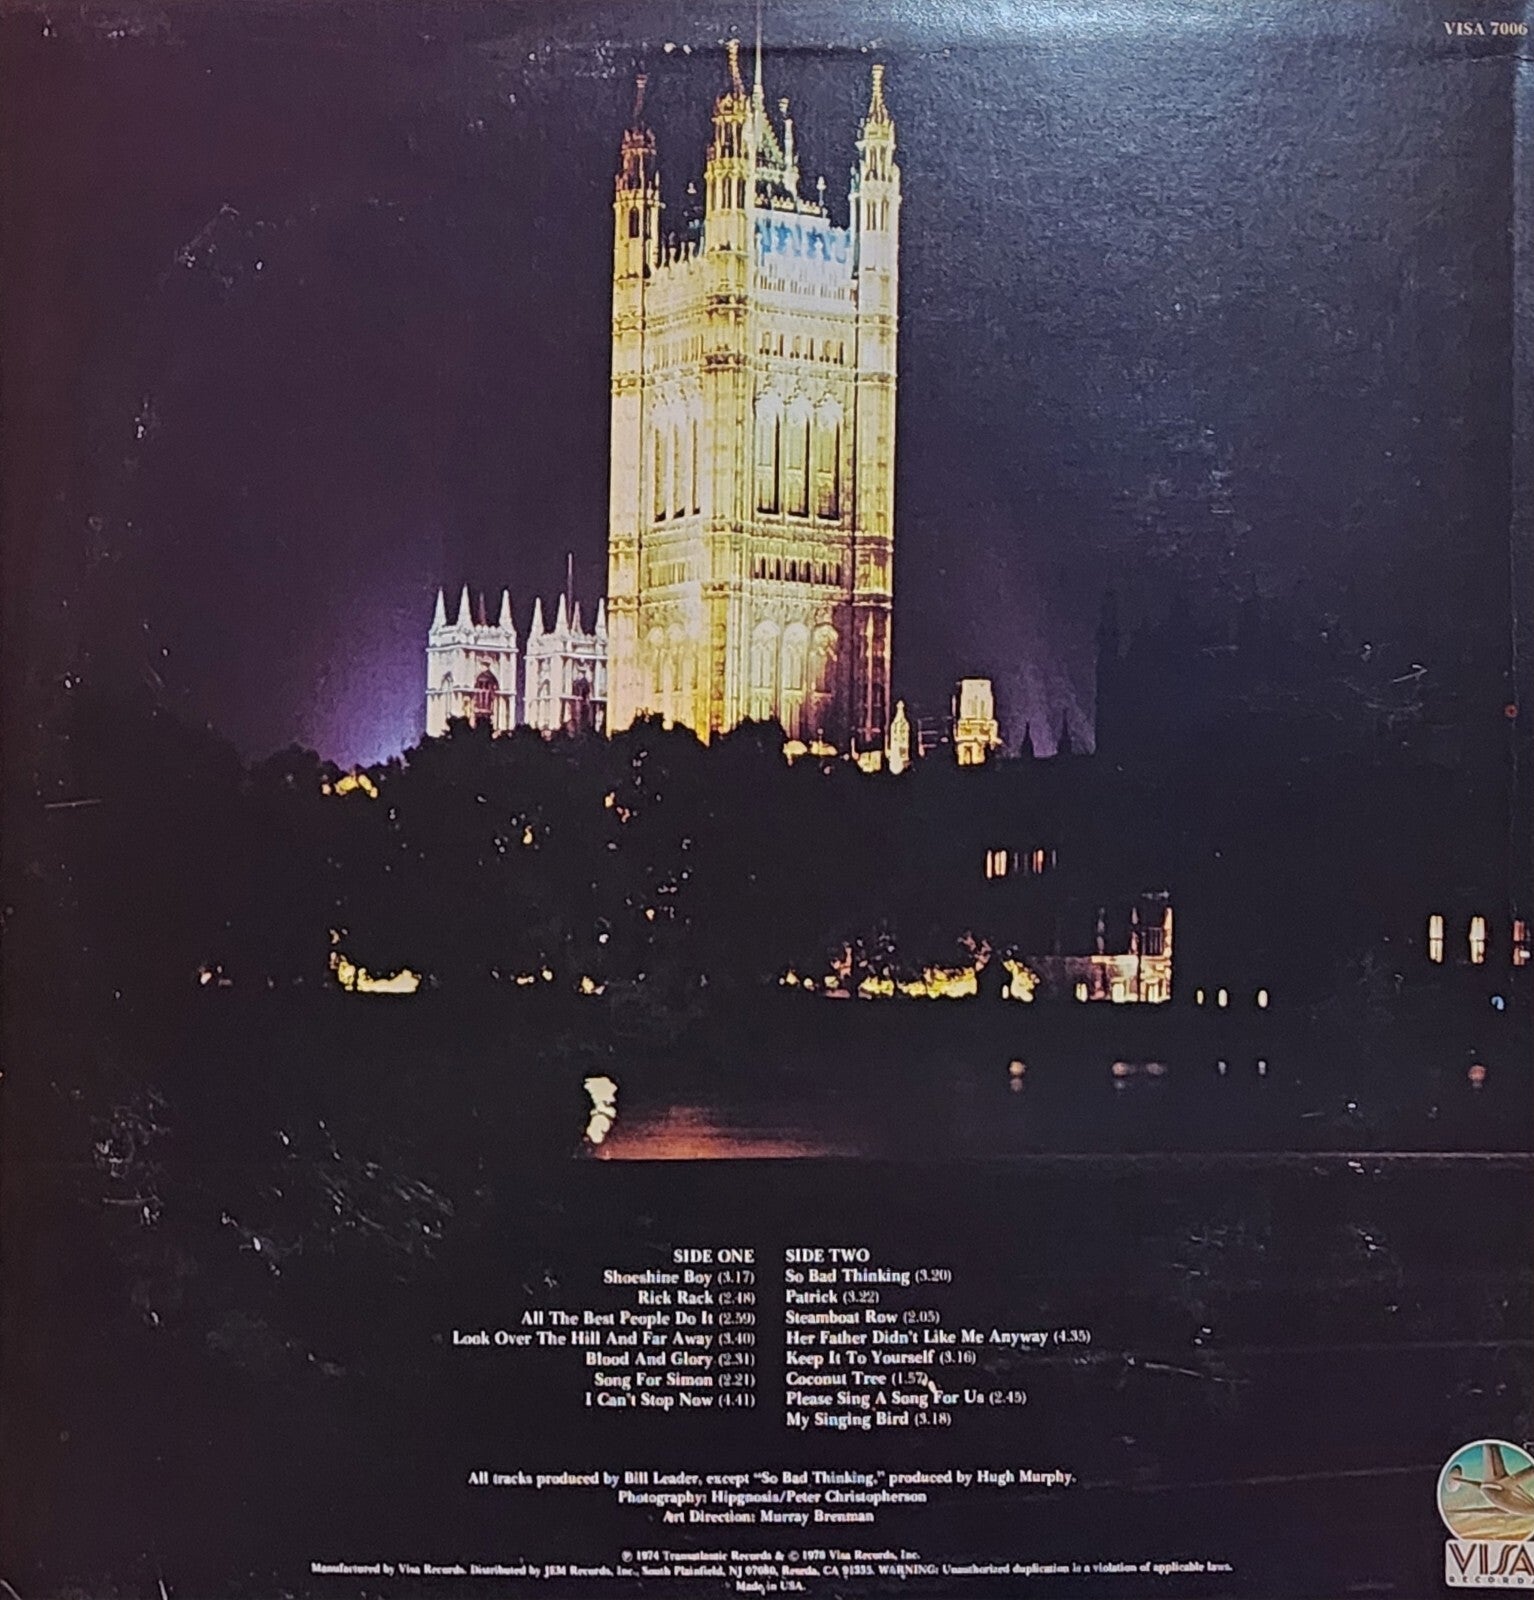 VISA 7006
SIDE ONE
Shoeshine Boy (3.17)
Rick Rack (2.48)
All The Best People Do It (2.59)
Look Over The Hill And Far Away (3.40)
Blood And Glory (2.31)
Song For Simon (2.21)
I Can't Stop Now (4.41)
SIDE TWO
So Bad Thinking (3.20)
Patrick (3.22)
Steamboat Row (2.05)
Her Father Didn't Like Me Anyway (4.35)
Keep It To Yourself (3.16)
Coconut Tree (1.57)
Please Sing A Song For Us (2.45)
My Singing Bird (3.18)
All tracks produced by Bill Leader, except "So Bad Thinking," produced by Hugh Murphy.
Photography: Hipgnosis/Peter Christopherson
Art Direction: Murray Brenman
℗ 1974 Transatlantic Records & © 1978 Visa Records, Inc.
Manufactured by Visa Records. Distributed by JEM Records, Inc., South Plainfield, NJ 07080, Reseda, CA 91335. WARNING: Unauthorized duplication is a violation of applicable laws.
Made in USA.
VISA
RECORDS